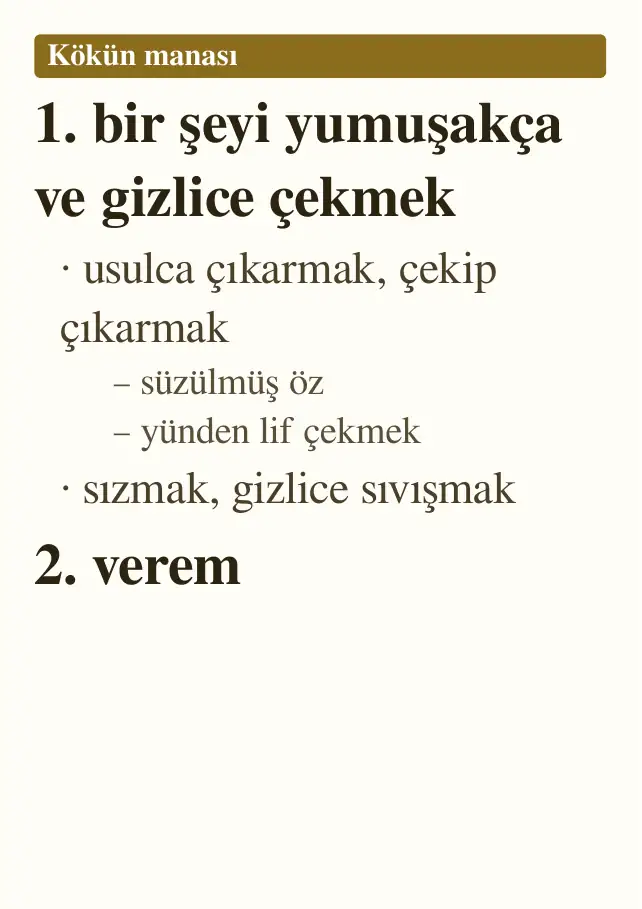 Kökün manası
1. bir şeyi yumuşakça
ve gizlice çekmek
· usulca çıkarmak, çekip
çıkarmak
– süzülmüş öz
– yünden lif çekmek
· sızmak, gizlice sıvışmak
2. verem